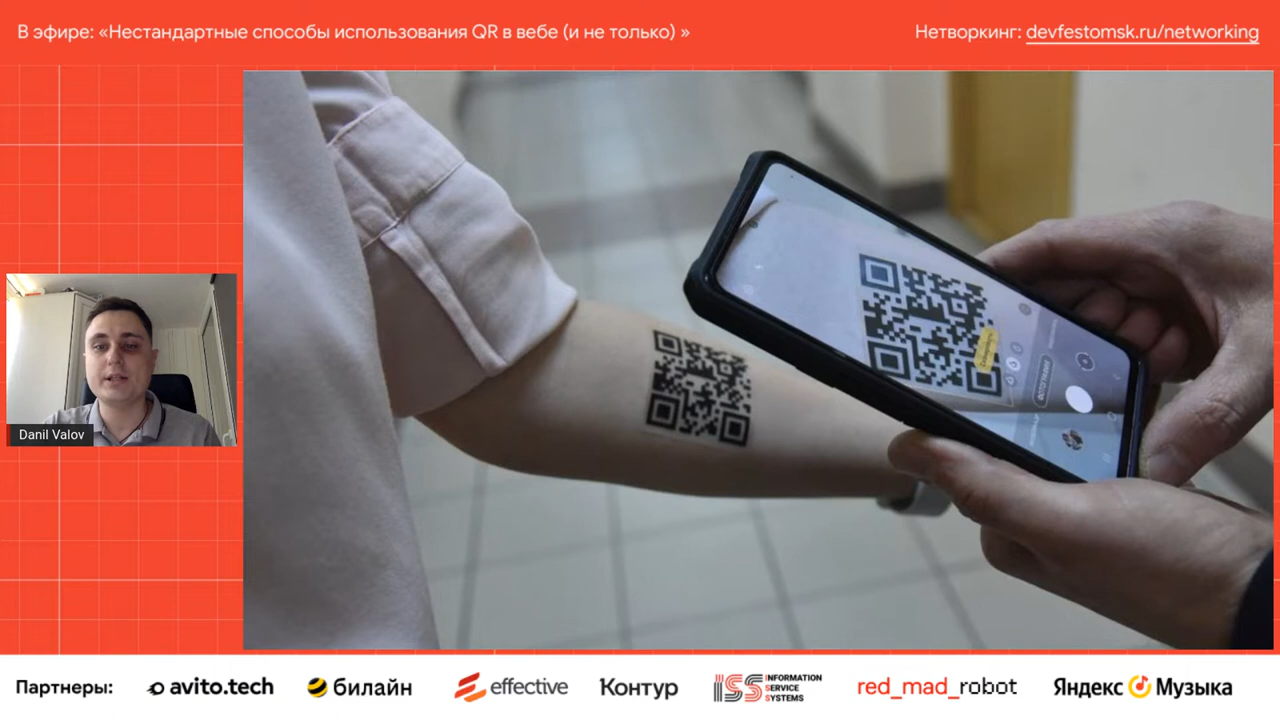 В эфире: «Нестандартные способы использования QR в вебе (и не только) »
Нетворкинг: devfestomsk.ru/networking
Danil Valov
Партнеры:
avito.tech
билайн
effective
Контур
ISS INFORMATION SERVICE SYSTEMS
red_mad_robot
Яндекс Музыка